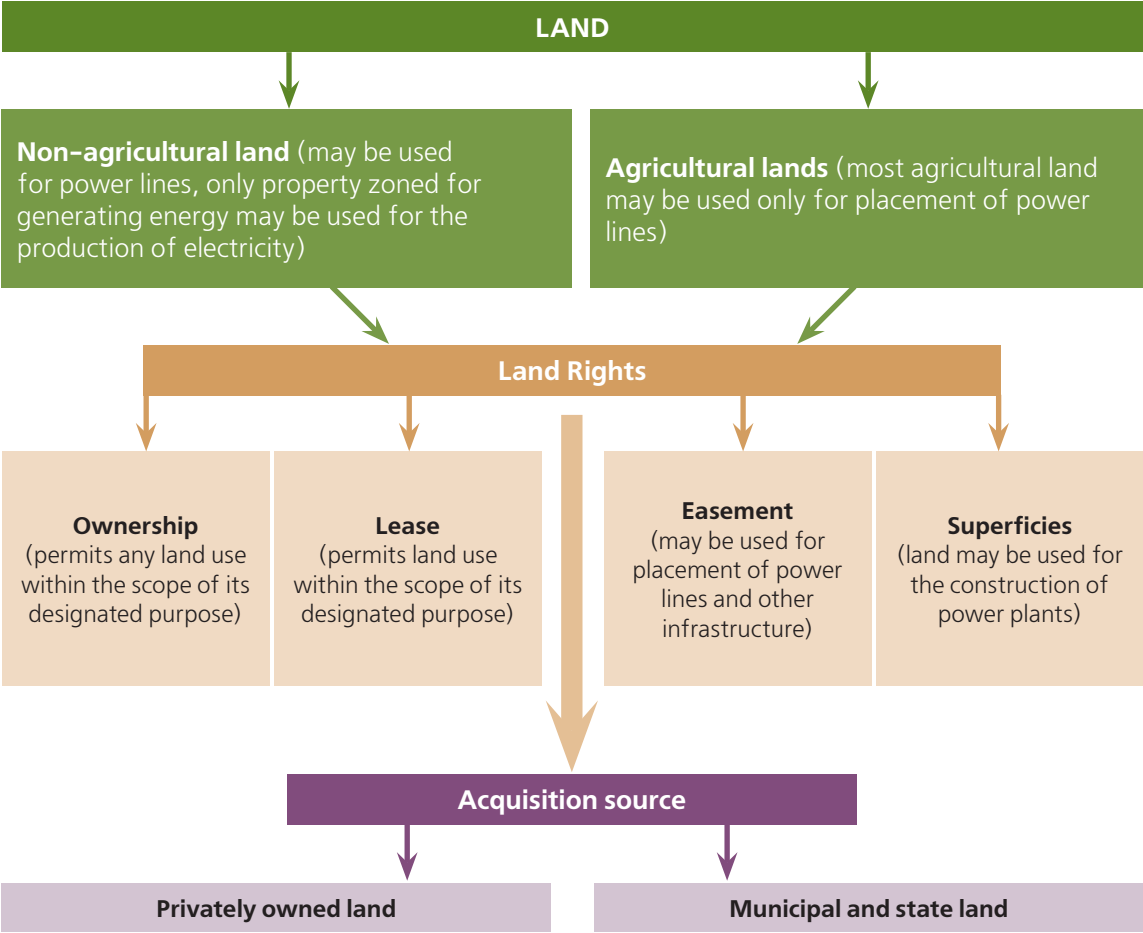 LAND
Non-agricultural land (may be used
for power lines, only property zoned for
generating energy may be used for the
production of electricity)
Agricultural lands (most agricultural land
may be used only for placement of power
lines)
Land Rights
Ownership
(permits any land use
within the scope of its
designated purpose)
Lease
(permits land use
within the scope of its
designated purpose)
Easement
(may be used for
placement of power
lines and other
infrastructure)
Superficies
(land may be used for
the construction of
power plants)
Acquisition source
Privately owned land
Municipal and state land